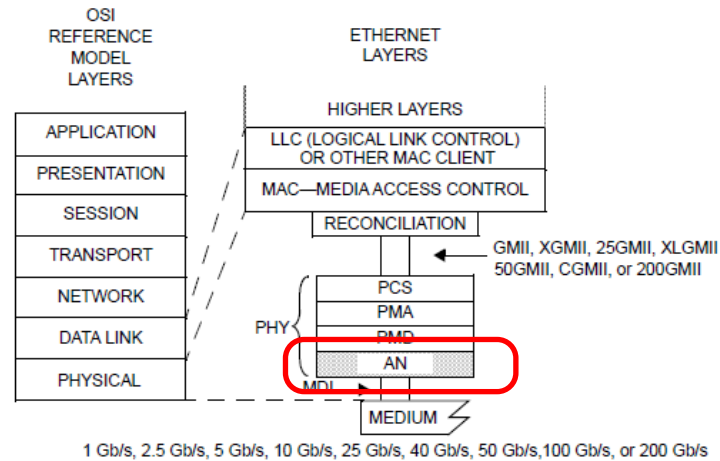 OSI
REFERENCE
MODEL
LAYERS
APPLICATION
PRESENTATION
SESSION
TRANSPORT
NETWORK
DATA LINK
PHYSICAL
ETHERNET
LAYERS
HIGHER LAYERS
LLC (LOGICAL LINK CONTROL)
OR OTHER MAC CLIENT
MAC—MEDIA ACCESS CONTROL
RECONCILIATION
GMII, XGMII, 25GMII, XLGMII
50GMII, CGMII, or 200GMII
PHY
PCS
PMA
PMD
AN
MDI
MEDIUM
1 Gb/s, 2.5 Gb/s, 5 Gb/s, 10 Gb/s, 25 Gb/s, 40 Gb/s, 50 Gb/s,100 Gb/s, or 200 Gb/s